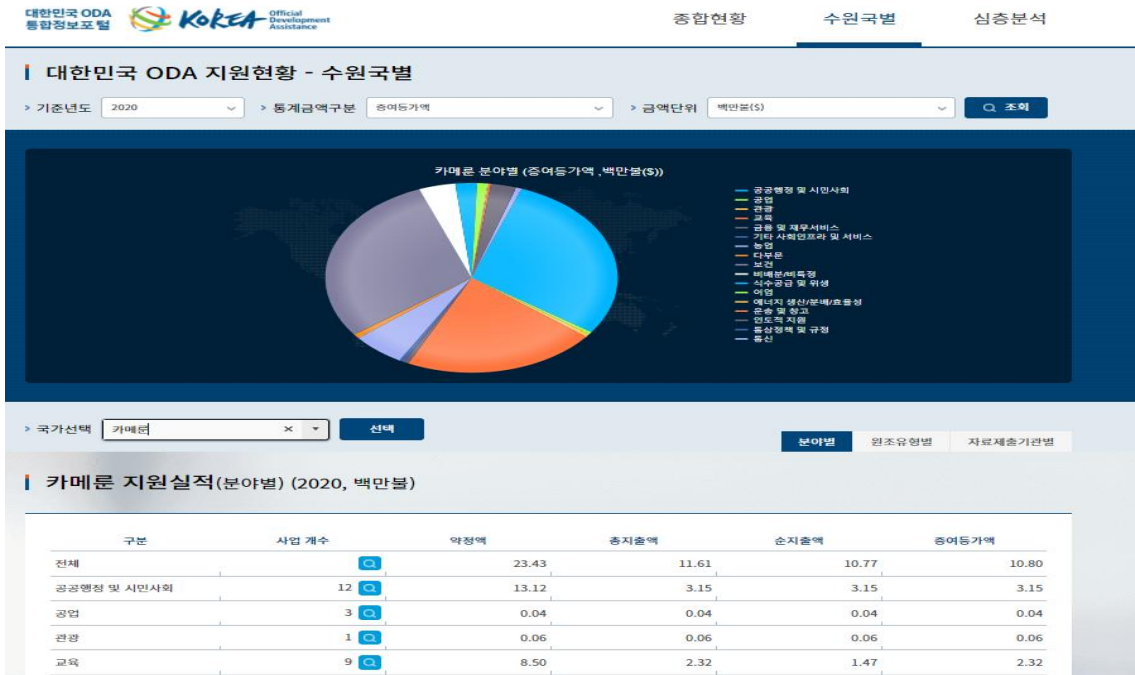 대한민국 ODA
통합정보포털
KOREA Official Development Assistance
종합현황 수원국별 심층분석
대한민국 ODA 지원현황 - 수원국별
> 기준년도 2020 > 통계금액구분 증여등가액 > 금액단위 백만불($) 조회
카메룬 분야별 (증여등가액 ,백만불($))
공공행정 및 시민사회
공업
관광
교육
금융 및 재무서비스
기타 사회인프라 및 서비스
농업
다부문
보건
비배분/비특정
식수공급 및 위생
어업
에너지 생산/분배/효율성
운송 및 창고
인도적 지원
통상정책 및 규정
통신
> 국가선택 카메룬 × 선택
분야별 원조유형별 자료제출기관별
카메룬 지원실적(분야별) (2020, 백만불)
구분 사업 개수 약정액 총지출액 순지출액 증여등가액
전체 23.43 11.61 10.77 10.80
공공행정 및 시민사회 12 13.12 3.15 3.15 3.15
공업 3 0.04 0.04 0.04 0.04
관광 1 0.06 0.06 0.06 0.06
교육 9 8.50 2.32 1.47 2.32